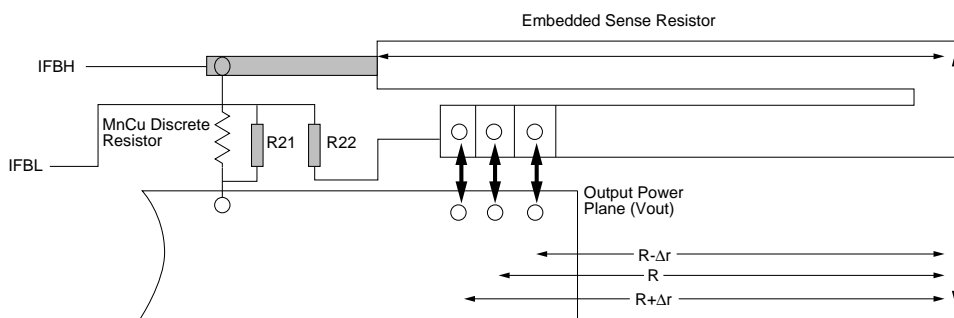 Embedded Sense Resistor
IFBH
MnCu Discrete
Resistor
R21
R22
IFBL
Output Power
Plane (Vout)
R-Δr
R
R+Δr